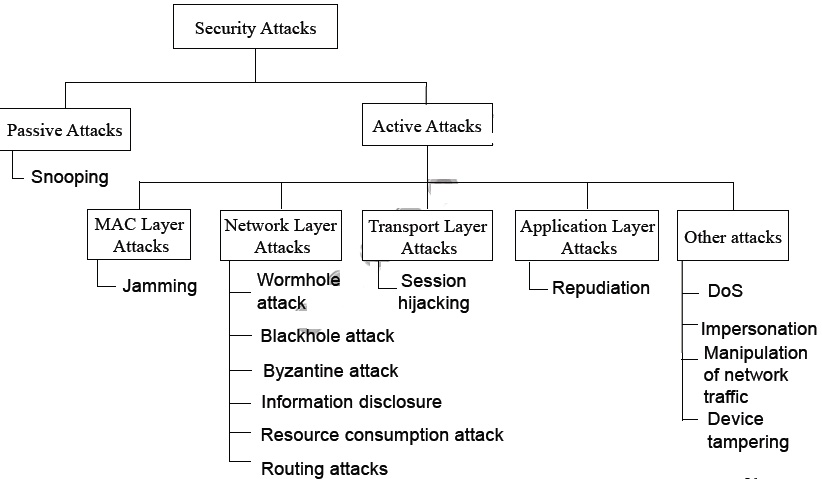 Security Attacks
Passive Attacks
Active Attacks
Snooping
MAC Layer
Attacks
Network Layer
Attacks
Transport Layer
Attacks
Application Layer
Attacks
Other attacks
Jamming
Wormhole
attack
Blackhole attack
Byzantine attack
Information disclosure
Resource consumption attack
Routing attacks
Session
hijacking
Repudiation
DoS
Impersonation
Manipulation
of network
traffic
Device
tampering